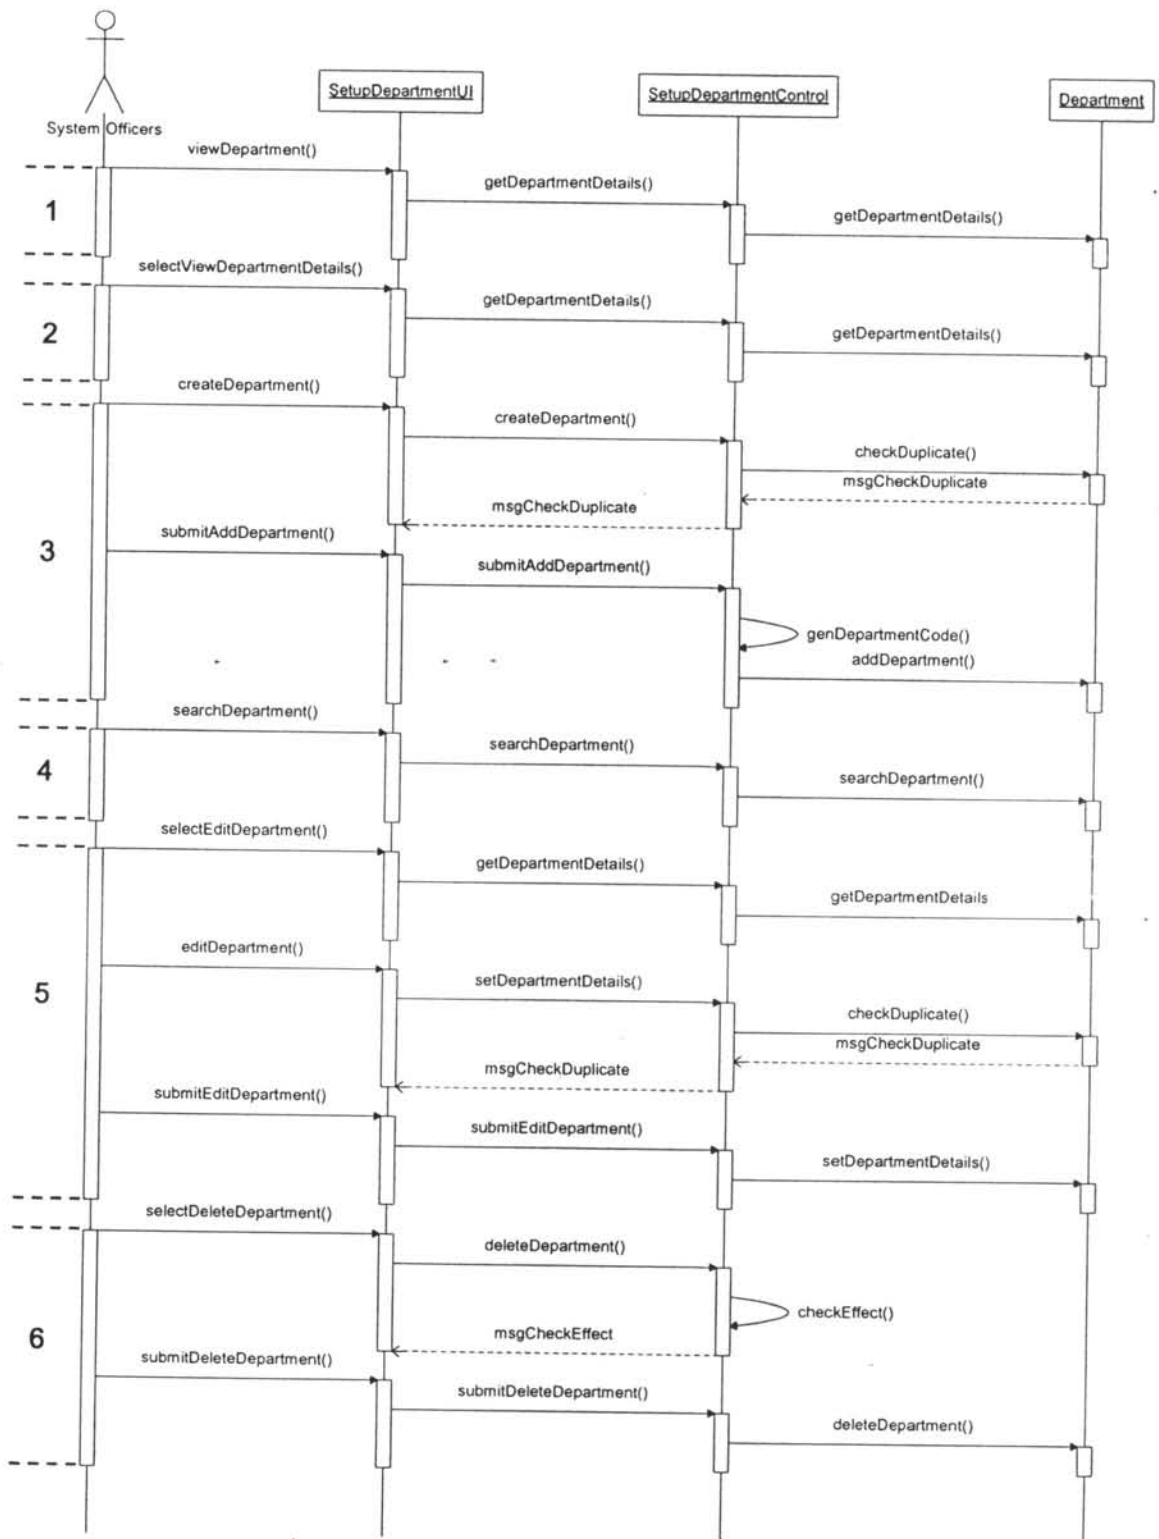 SetupDepartmentUI
SetupDepartmentControl
Department
System Officers
viewDepartment()
getDepartmentDetails()
getDepartmentDetails()
1
selectViewDepartmentDetails()
getDepartmentDetails()
getDepartmentDetails()
2
createDepartment()
createDepartment()
checkDuplicate()
msgCheckDuplicate
msgCheckDuplicate
submitAddDepartment()
3
submitAddDepartment()
genDepartmentCode()
addDepartment()
searchDepartment()
searchDepartment()
4
searchDepartment()
selectEditDepartment()
getDepartmentDetails()
getDepartmentDetails
editDepartment()
setDepartmentDetails()
5
checkDuplicate()
msgCheckDuplicate
msgCheckDuplicate
submitEditDepartment()
submitEditDepartment()
setDepartmentDetails()
selectDeleteDepartment()
deleteDepartment()
checkEffect()
msgCheckEffect
6
submitDeleteDepartment()
submitDeleteDepartment()
deleteDepartment()